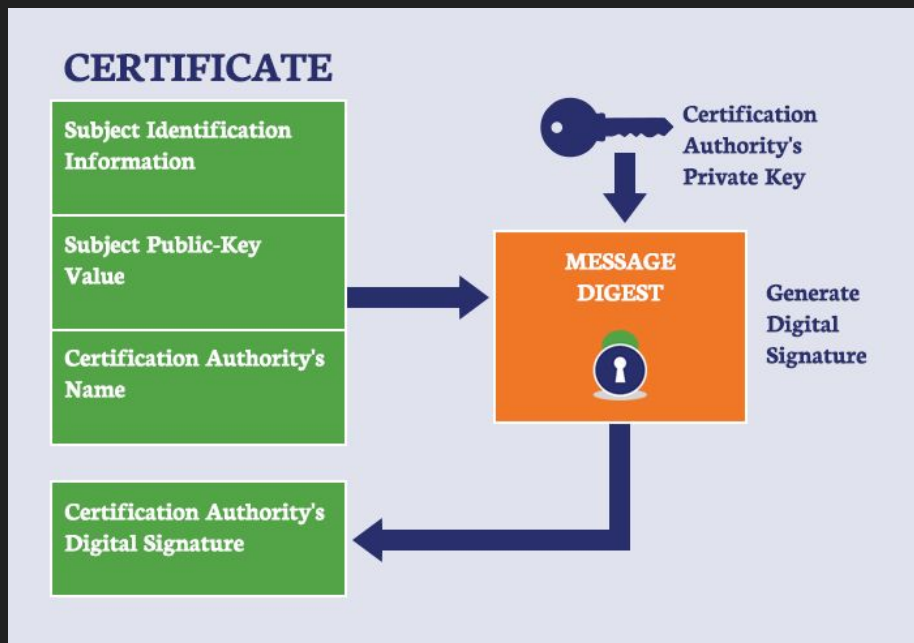 CERTIFICATE
Subject Identification
Information
Subject Public-Key
Value
Certification Authority's
Name
Certification Authority's
Digital Signature
Certification
Authority's
Private Key
MESSAGE
DIGEST
Generate
Digital
Signature